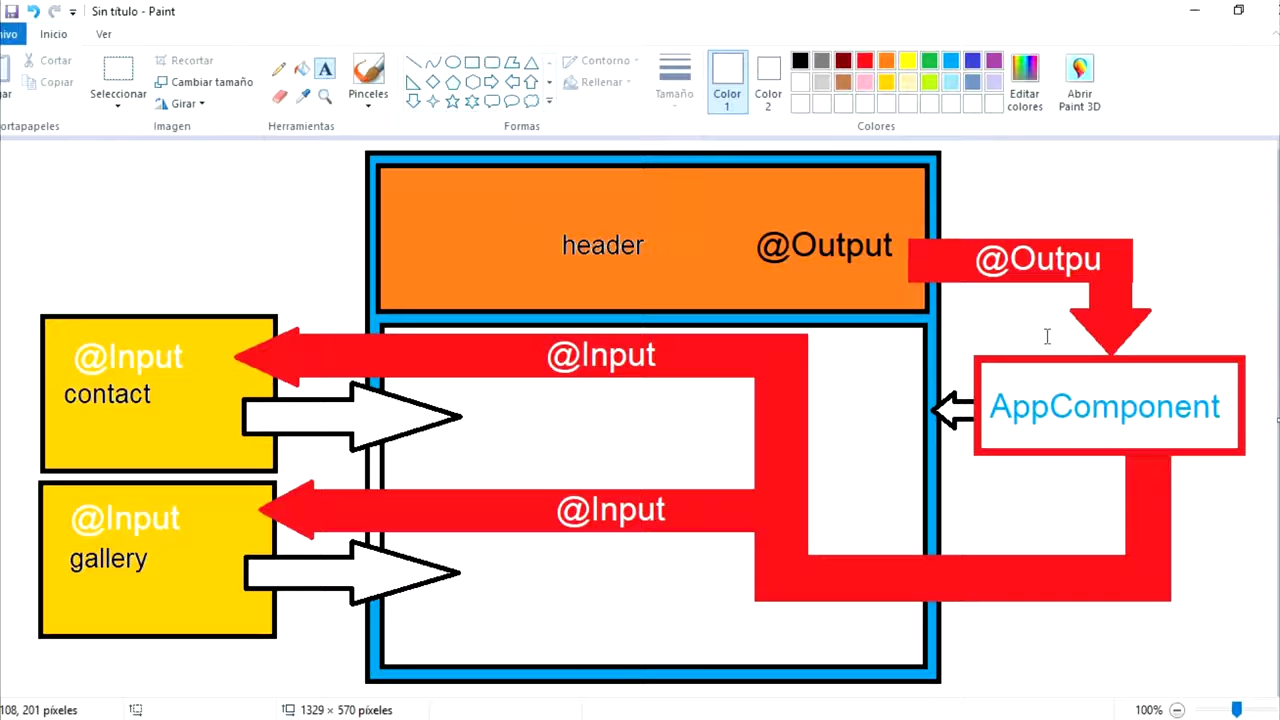 Sin título - Paint
Inicio
Ver
Cortar
Copiar
Seleccionar
Recortar
Cambiar tamaño
Girar
Imagen
Herramientas
Pinceles
Formas
Contorno
Rellenar
Tamaño
Color
1
Color
2
Editar
colores
Colores
Abrir
Paint 3D
header
@Output
@Outpu
@Input
contact
@Input
AppComponent
@Input
gallery
@Input
108, 201 píxeles
1329 × 570 píxeles
100%